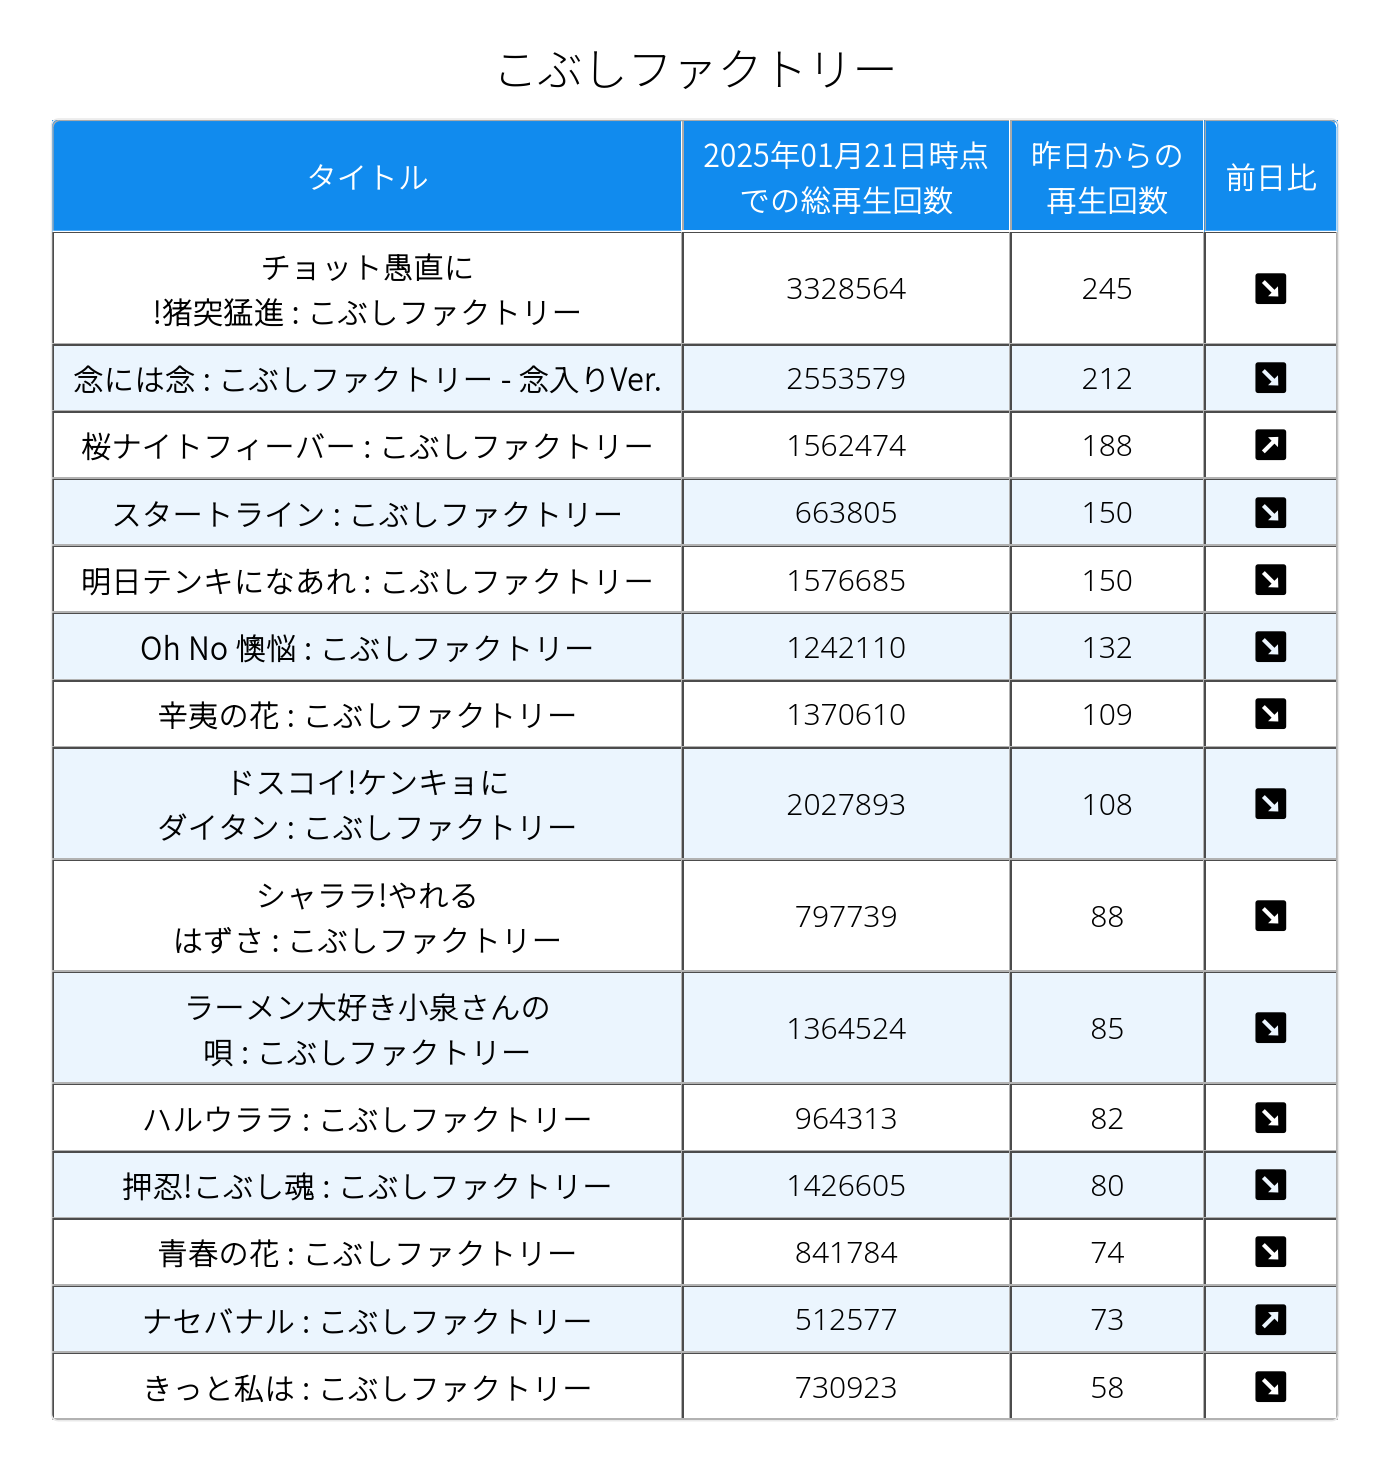 こぶしファクトリー
タイトル
2025年01月21日時点
での総再生回数
昨日からの
再生回数
前日比
チョット愚直に
!猪突猛進 : こぶしファクトリー
3328564
245
↘
念には念 : こぶしファクトリー - 念入りVer.
2553579
212
↘
桜ナイトフィーバー : こぶしファクトリー
1562474
188
↗
スタートライン : こぶしファクトリー
663805
150
↘
明日テンキになあれ : こぶしファクトリー
1576685
150
↘
Oh No 懊悩 : こぶしファクトリー
1242110
132
↘
辛夷の花 : こぶしファクトリー
1370610
109
↘
ドスコイ!ケンキョに
ダイタン : こぶしファクトリー
2027893
108
↘
シャララ!やれる
はずさ : こぶしファクトリー
797739
88
↘
ラーメン大好き小泉さんの
唄 : こぶしファクトリー
1364524
85
↘
ハルウララ : こぶしファクトリー
964313
82
↘
押忍!こぶし魂 : こぶしファクトリー
1426605
80
↘
青春の花 : こぶしファクトリー
841784
74
↘
ナセバナル : こぶしファクトリー
512577
73
↗
きっと私は : こぶしファクトリー
730923
58
↘